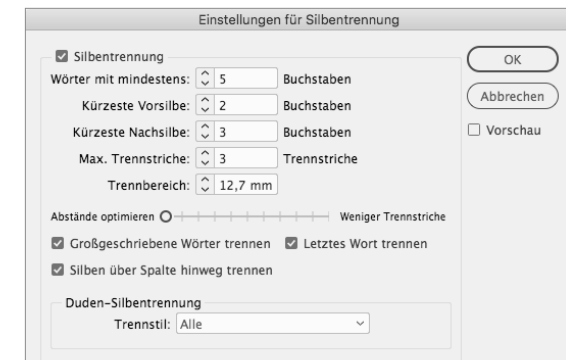 Einstellungen für Silbentrennung
Silbentrennung
Wörter mit mindestens: 5 Buchstaben
Kürzeste Vorsilbe: 2 Buchstaben
Kürzeste Nachsilbe: 3 Buchstaben
Max. Trennstriche: 3 Trennstriche
Trennbereich: 12,7 mm
Abstände optimieren Weniger Trennstriche
Großgeschriebene Wörter trennen Letztes Wort trennen
Silben über Spalte hinweg trennen
Duden-Silbentrennung
Trennstil: Alle
OK
Abbrechen
Vorschau